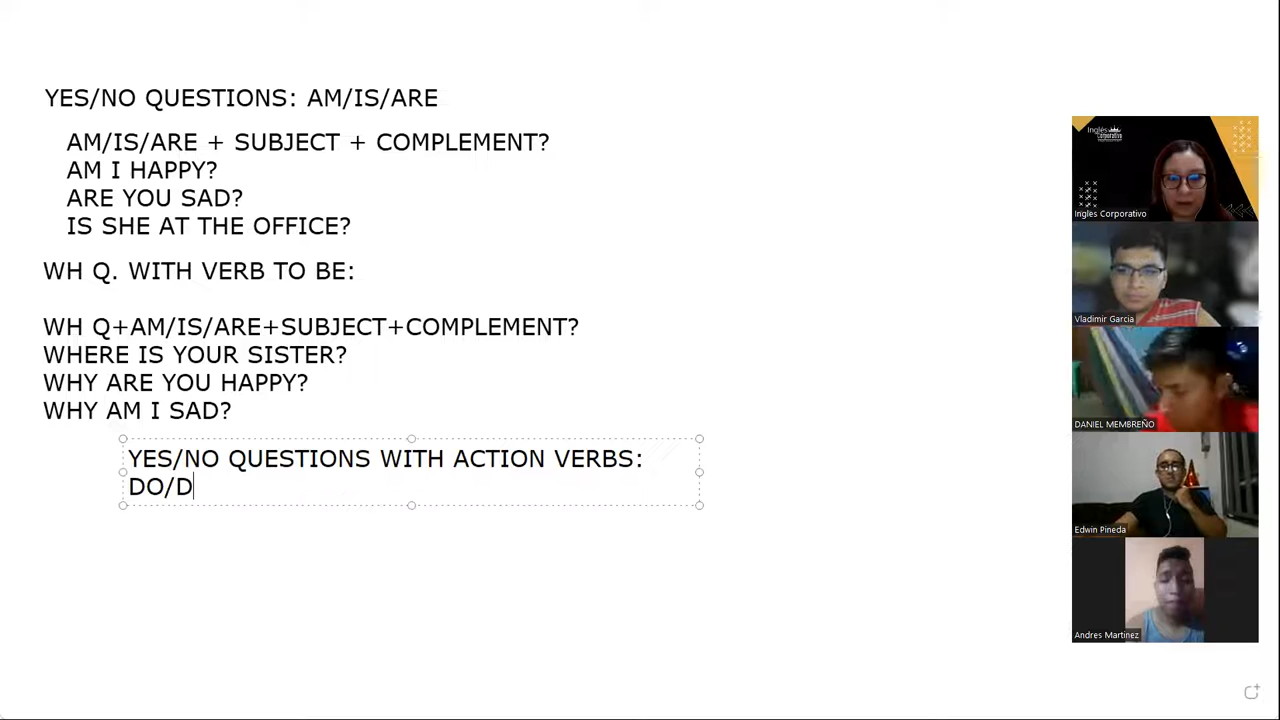 YES/NO QUESTIONS: AM/IS/ARE
AM/IS/ARE + SUBJECT + COMPLEMENT?
AM I HAPPY?
ARE YOU SAD?
IS SHE AT THE OFFICE?
WH Q. WITH VERB TO BE:
WH Q+AM/IS/ARE+SUBJECT+COMPLEMENT?
WHERE IS YOUR SISTER?
WHY ARE YOU HAPPY?
WHY AM I SAD?
YES/NO QUESTIONS WITH ACTION VERBS:
DO/D
Inglés
Corporativo
Ingles Corporativo
Vladimir Garcia
DANIEL MEMBREÑO
Edwin Pineda
Andres Martinez